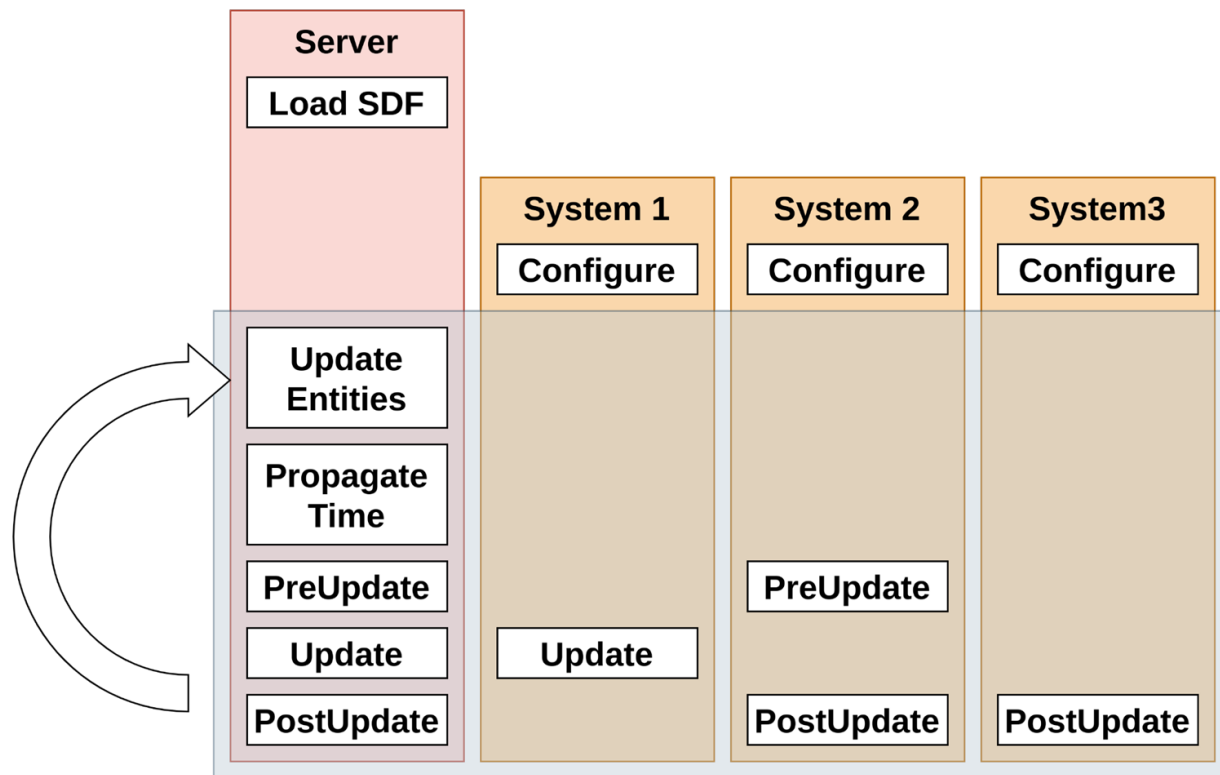 Server
Load SDF
System 1
System 2
System3
Configure
Configure
Configure
Update
Entities
Propagate
Time
PreUpdate
PreUpdate
Update
Update
PostUpdate
PostUpdate
PostUpdate